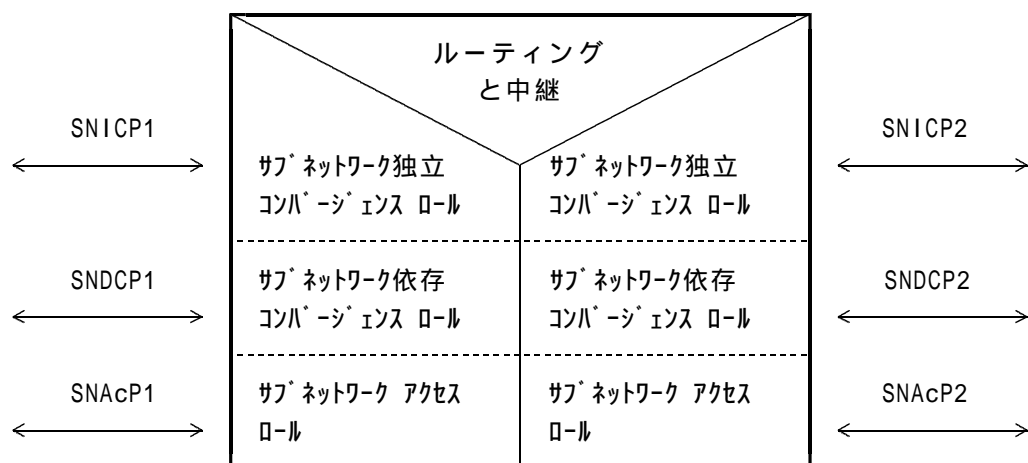 ルーティング
と中継
SNICP1
SNICP2
ｻﾌﾞﾈｯﾄﾜｰｸ独立
ｺﾝﾊﾞｰｼﾞｪﾝｽ ﾛｰﾙ
ｻﾌﾞﾈｯﾄﾜｰｸ独立
ｺﾝﾊﾞｰｼﾞｪﾝｽ ﾛｰﾙ
SNDCP1
ｻﾌﾞﾈｯﾄﾜｰｸ依存
ｺﾝﾊﾞｰｼﾞｪﾝｽ ﾛｰﾙ
ｻﾌﾞﾈｯﾄﾜｰｸ依存
ｺﾝﾊﾞｰｼﾞｪﾝｽ ﾛｰﾙ
SNDCP2
SNAcP1
ｻﾌﾞﾈｯﾄﾜｰｸ ｱｸｾｽ
ﾛｰﾙ
ｻﾌﾞﾈｯﾄﾜｰｸ ｱｸｾｽ
ﾛｰﾙ
SNAcP2